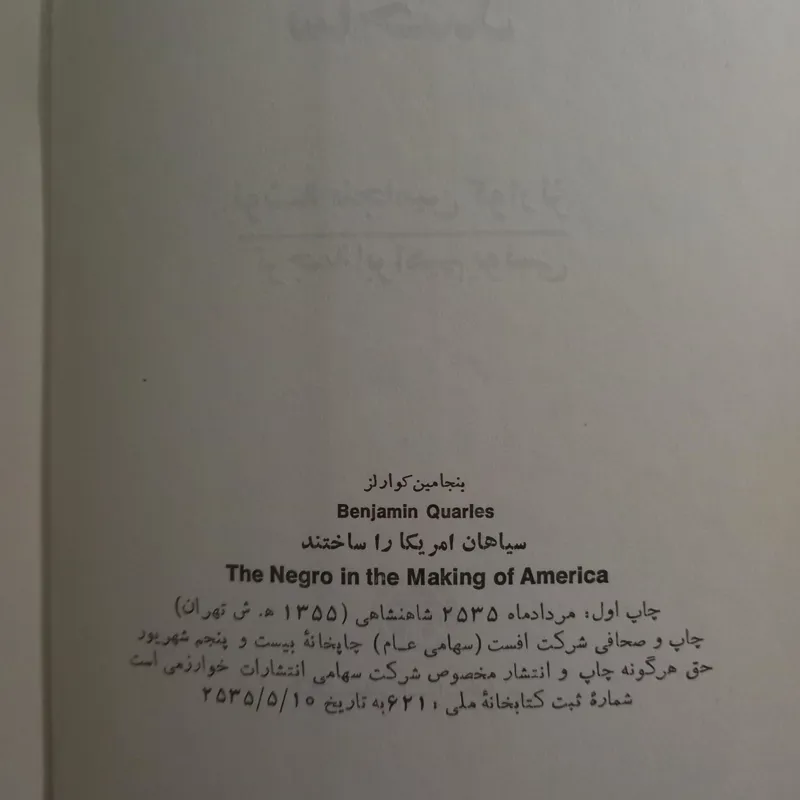 بنجامین کوارلز
Benjamin Quarles
سیاهان امریکا را ساختند
The Negro in the Making of America
چاپ اول: مردادماه ۲۵۳۵ شاهنشاهی (۱۳۵۵ ه‍. ش تهران)
چاپ و صحافی شرکت افست (سهامی عـام) چاپخانهٔ بیست و پنجم شهریور
حق هرگونه چاپ و انتشار مخصوص شرکت سهامی انتشارات خوارزمی است
شمارهٔ ثبت کتابخانهٔ ملی : ۶۲۱ به تاریخ ۲۵۳۵/۵/۱۰